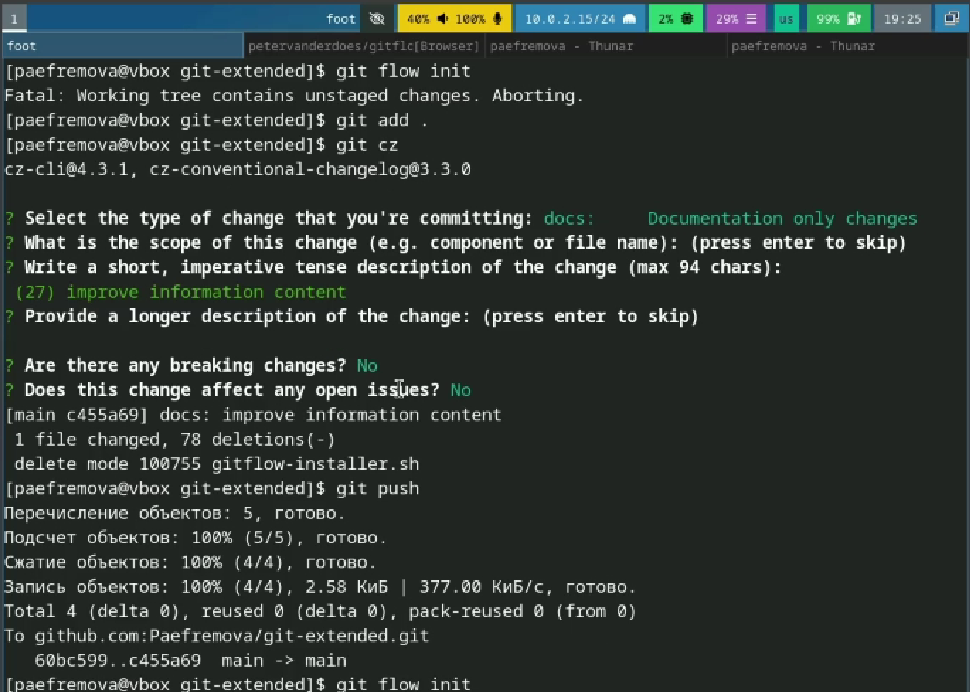 1 foot 40% 100% 10.0.2.15/24 2% 29% us 99% 19:25
foot petervanderdoes/gitflo[Browser] paefremova - Thunar paefremova - Thunar
[paefremova@vbox git-extended]$ git flow init
Fatal: Working tree contains unstaged changes. Aborting.
[paefremova@vbox git-extended]$ git add .
[paefremova@vbox git-extended]$ git cz
cz-cli@4.3.1, cz-conventional-changelog@3.3.0
? Select the type of change that you're committing: docs: Documentation only changes
? What is the scope of this change (e.g. component or file name): (press enter to skip)
? Write a short, imperative tense description of the change (max 94 chars):
(27) improve information content
? Provide a longer description of the change: (press enter to skip)
? Are there any breaking changes? No
? Does this change affect any open issues? No
[main c455a69] docs: improve information content
1 file changed, 78 deletions(-)
delete mode 100755 gitflow-installer.sh
[paefremova@vbox git-extended]$ git push
Перечисление объектов: 5, готово.
Подсчет объектов: 100% (5/5), готово.
Сжатие объектов: 100% (4/4), готово.
Запись объектов: 100% (4/4), 2.58 КиБ | 377.00 КиБ/с, готово.
Total 4 (delta 0), reused 0 (delta 0), pack-reused 0 (from 0)
To github.com:Paefremova/git-extended.git
60bc599..c455a69 main -> main
[paefremova@vbox git-extended]$ git flow init